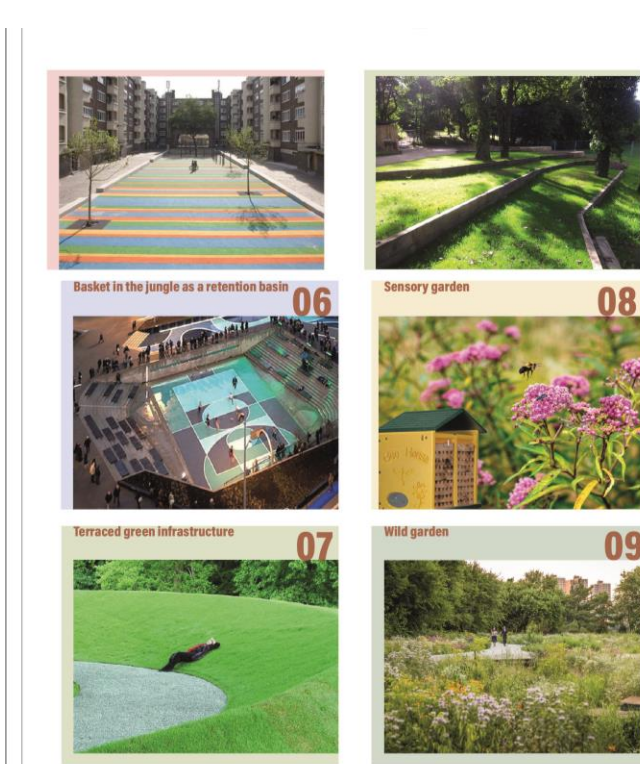 Basket in the jungle as a retention basin
06
Sensory garden
08
Terraced green infrastructure
07
Wild garden
09